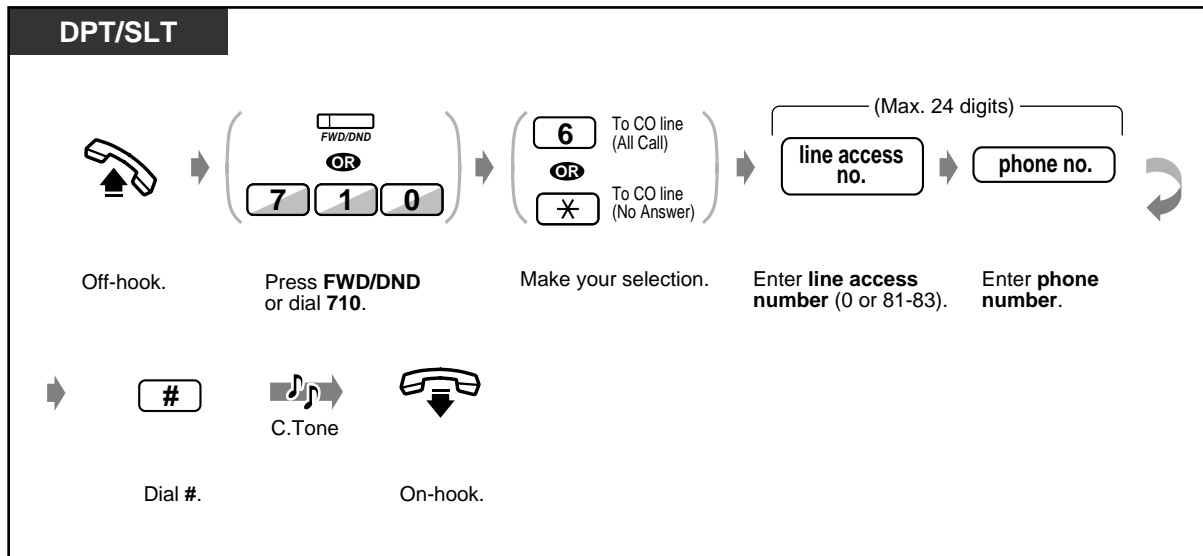 DPT/SLT
FWD/DND
OR
7 1 0
6
To CO line
(All Call)
OR
To CO line
(No Answer)
(Max. 24 digits)
line access
no.
phone no.
Off-hook.
Press FWD/DND
or dial 710.
Make your selection.
Enter line access
number (0 or 81-83).
Enter phone
number.
#
C.Tone
Dial #.
On-hook.